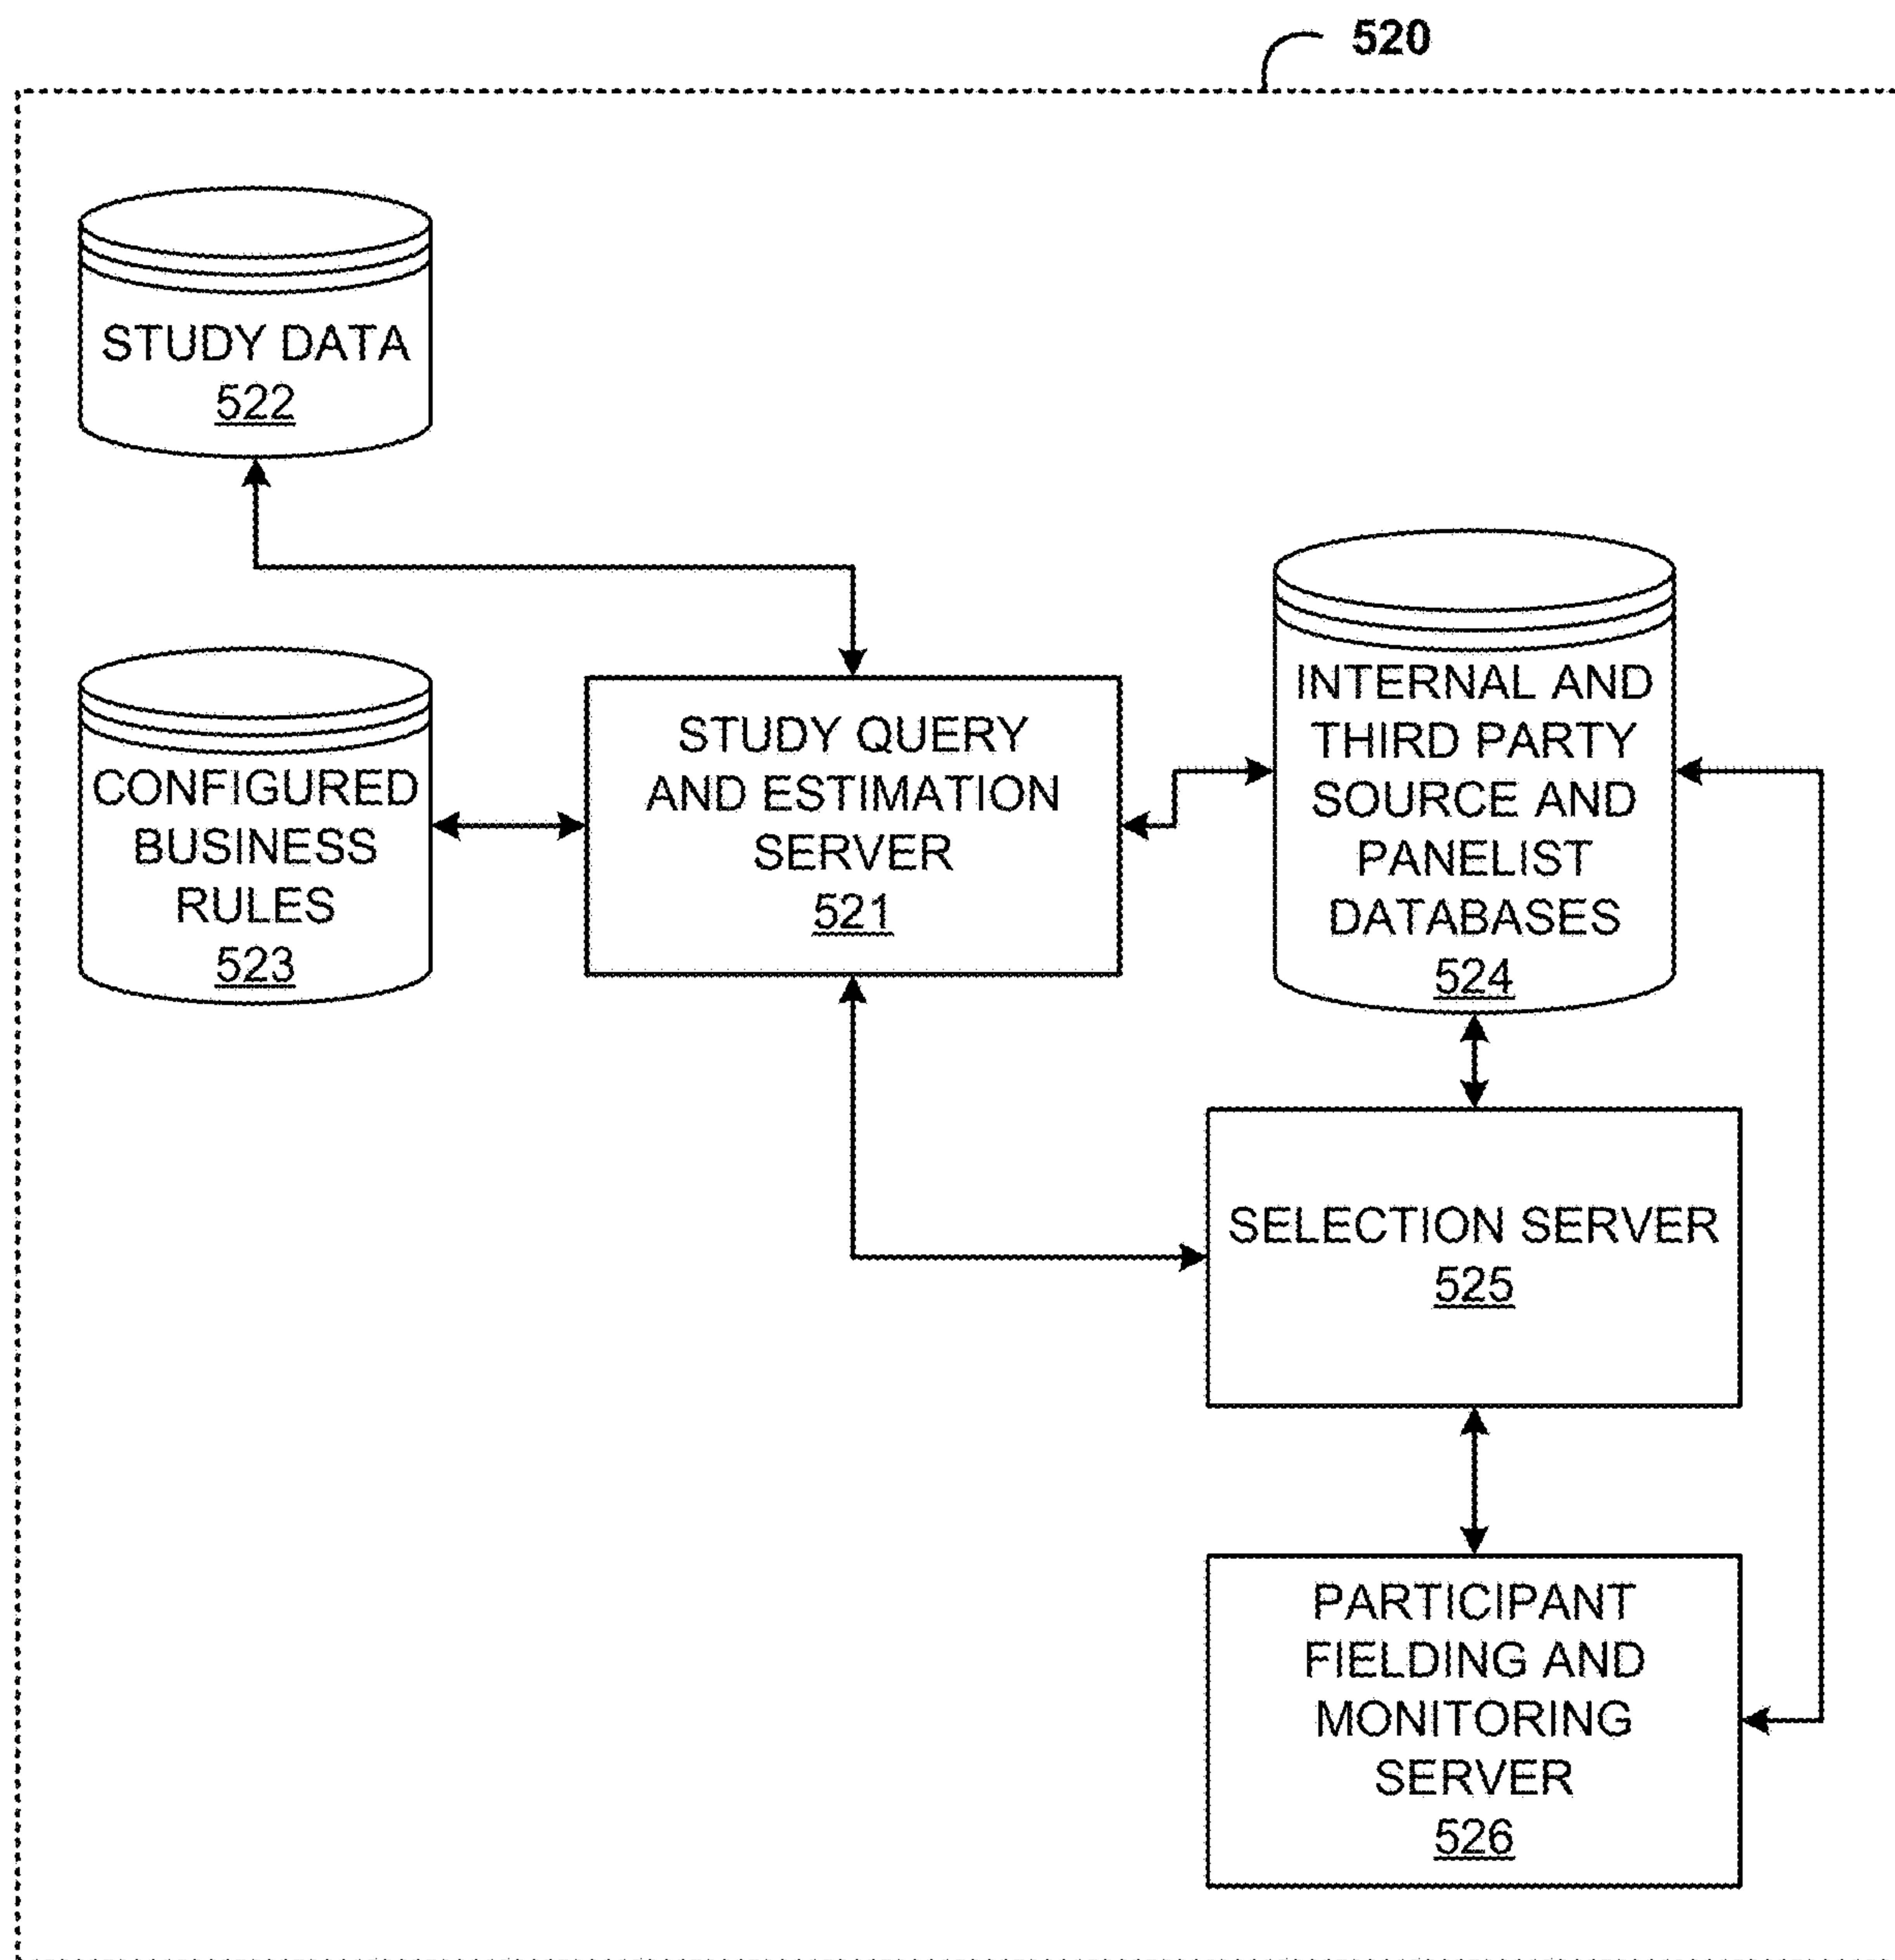 520
STUDY DATA
522
CONFIGURED
BUSINESS
RULES
523
STUDY QUERY
AND ESTIMATION
SERVER
521
INTERNAL AND
THIRD PARTY
SOURCE AND
PANELIST
DATABASES
524
SELECTION SERVER
525
PARTICIPANT
FIELDING AND
MONITORING
SERVER
526